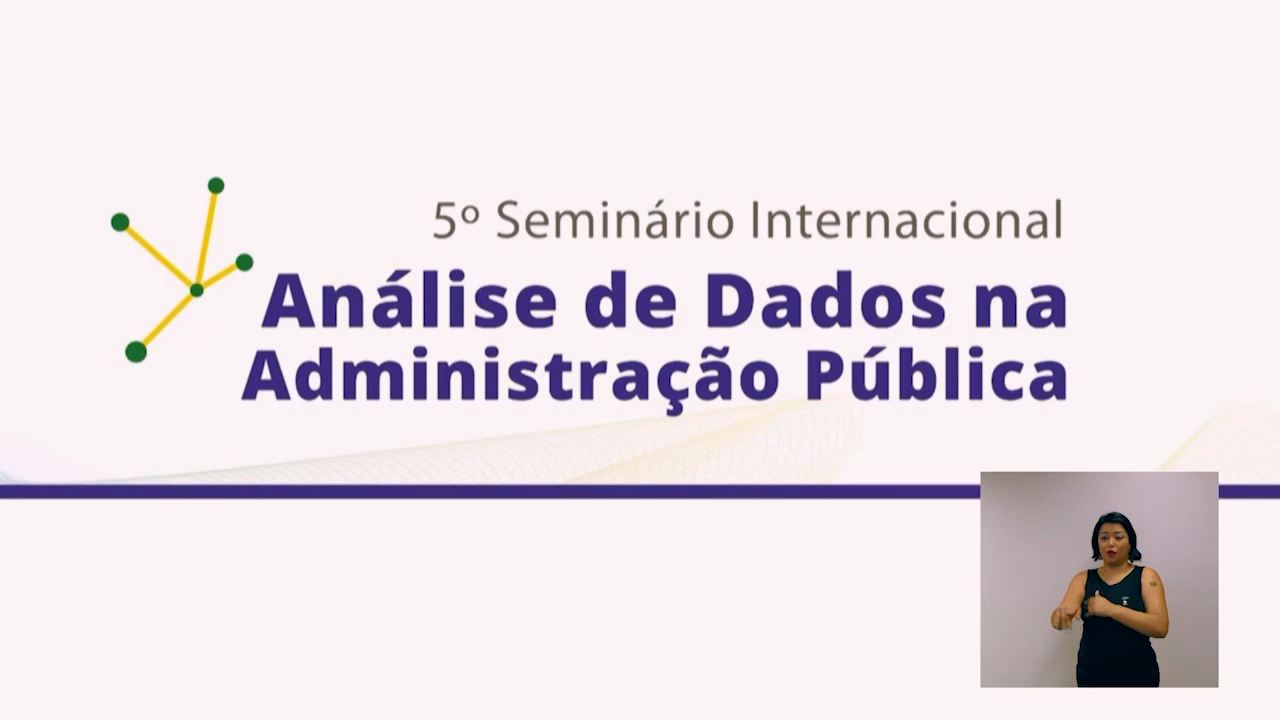 5º Seminário Internacional
Análise de Dados na
Administração Pública